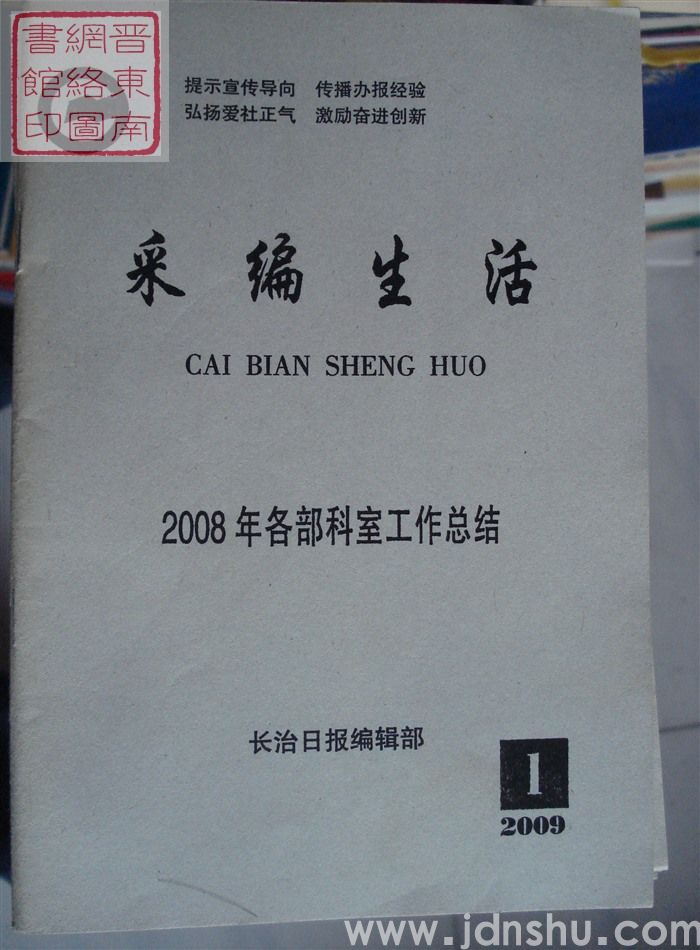 晋东南
網絡圖
書館印
提示宣传导向 传播办报经验
弘扬爱社正气 激励奋进创新
采编生活
CAI BIAN SHENG HUO
2008年各部科室工作总结
长治日报编辑部
1
2009
www.jdnshu.com